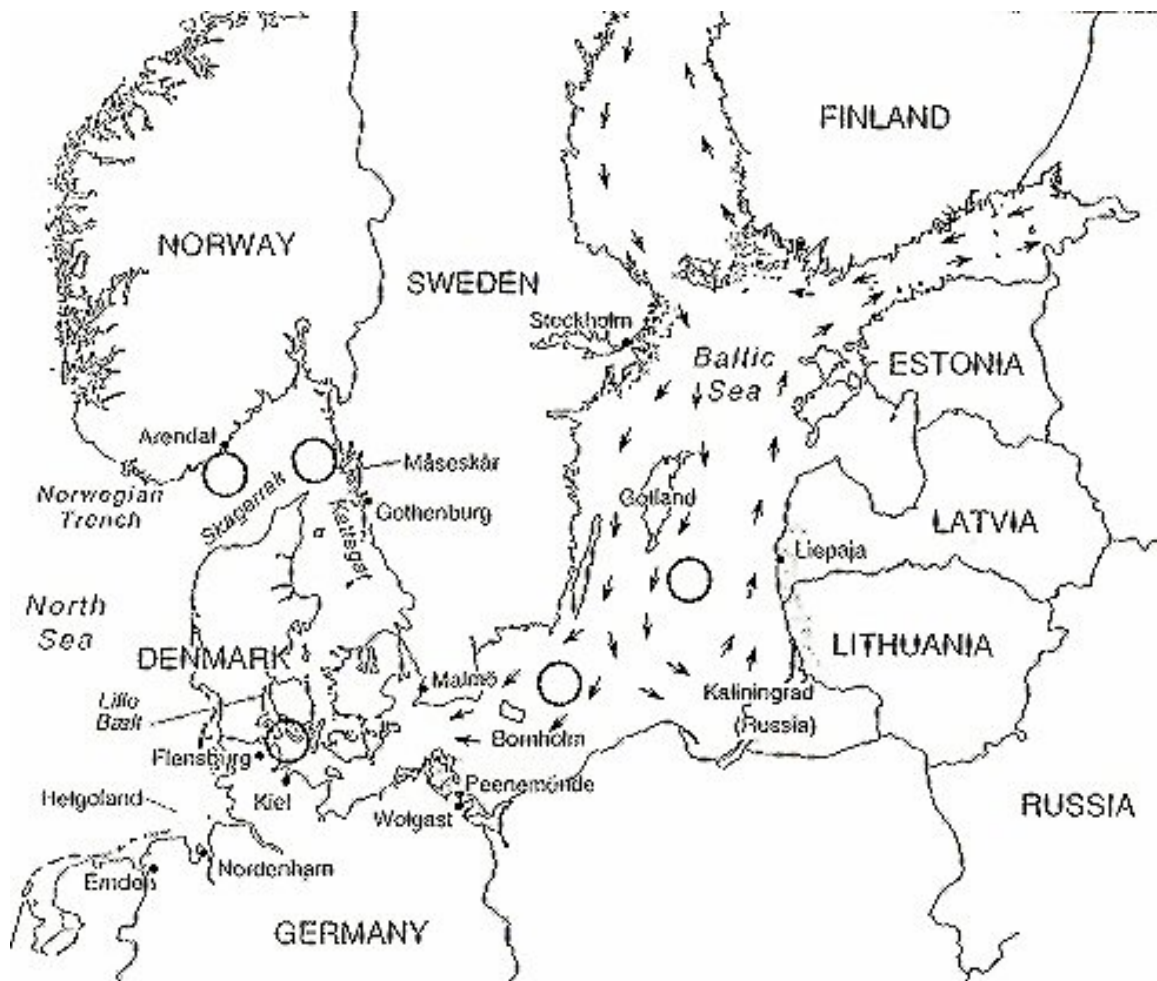 FINLAND
NORWAY
SWEDEN
Stockholm
Baltic
Sea
ESTONIA
Arendal
Måseskär
Norwegian
Trench
Skagerrak
Gotland
Gothenburg
Kattegat
LATVIA
Liepaja
North
Sea
DENMARK
LITHUANIA
Malmö
Kaliningrad
(Russia)
Lille
Bælt
Bornholm
Flensburg
Peenemünde
Helgoland
Kiel
Wolgast
RUSSIA
Nordenham
Emden
GERMANY